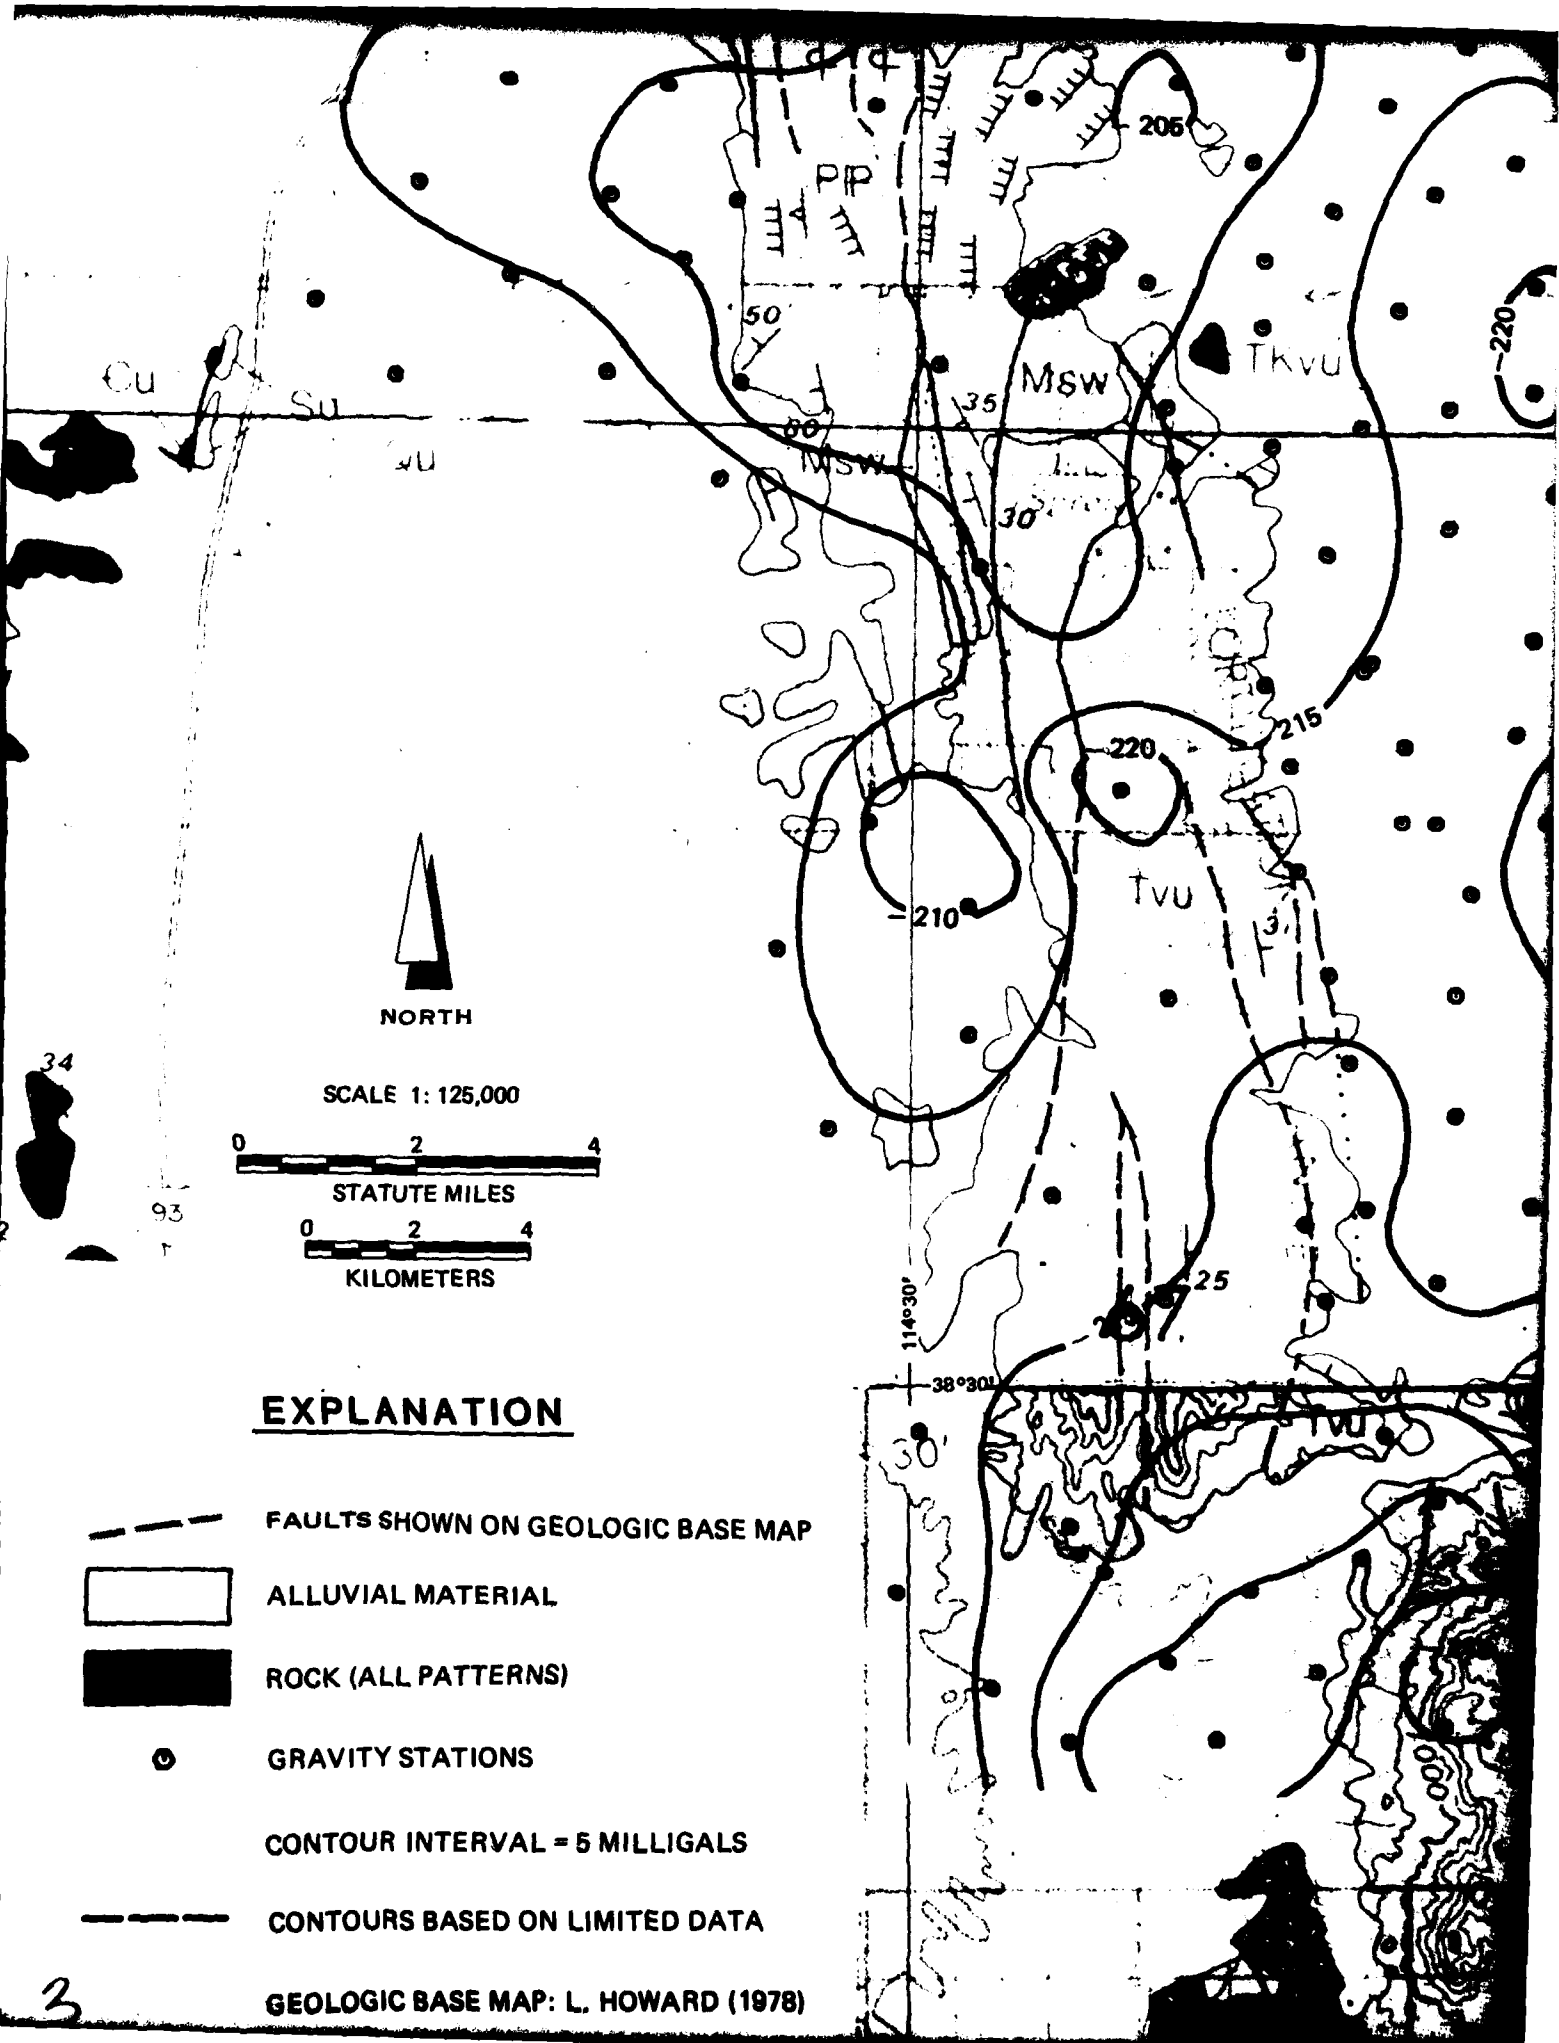 -205
PIP
50
-220
Cu
Msw
TKvu
35
Su
80
Msw
30
215
-220
Tvu
-210
NORTH
34
SCALE 1: 125,000
0 2 4
STATUTE MILES
93
0 2 4
KILOMETERS
25
114°30'
38°30'
EXPLANATION
Tvu
30'
FAULTS SHOWN ON GEOLOGIC BASE MAP
ALLUVIAL MATERIAL
ROCK (ALL PATTERNS)
GRAVITY STATIONS
CONTOUR INTERVAL = 5 MILLIGALS
CONTOURS BASED ON LIMITED DATA
GEOLOGIC BASE MAP: L. HOWARD (1978)
3